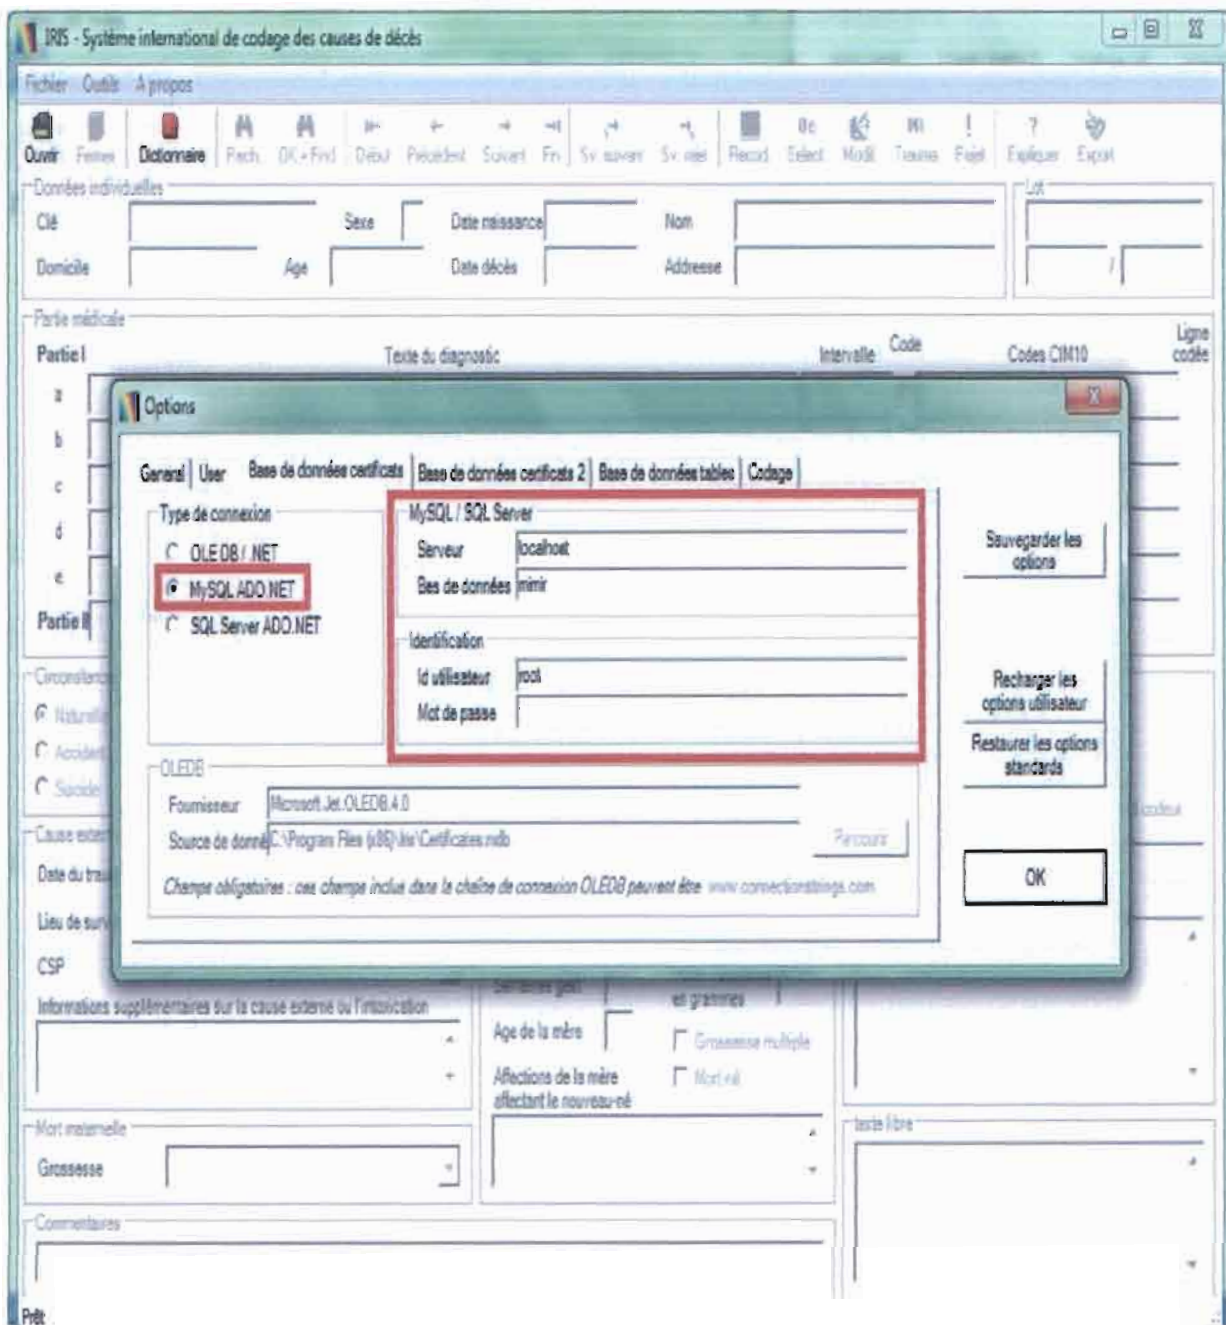 IRIS - Système international de codage des causes de décès
Fichier Outils A propos
Ouvrir Fermer Dictionnaire Rech. OK + Find Début Précédent Suivant Fin Sv. suivant Record Select Modif. Traumas Rejet Expliquer Export
Données individuelles Lot
Clé Sexe Date naissance Nom
Domicile Age Date décès Addresse /
Partie médicale
Partie I Texte du diagnostic Intervalle Code Codes CIM10 Ligne codée
a
b
c
d
e
Partie II
Options
General User Base de données certificats Base de données certificats 2 Base de données tables Codage
Type de connexion
OLE DB / .NET
MySQL ADO.NET
SQL Server ADO.NET
MySQL / SQL Server
Serveur localhost
Bes de données mimir
Identification
Id utilisateur root
Mot de passe
Sauvegarder les
options
Recharger les
options utilisateur
Restaurer les options
standards
OK
OLEDB
Fournisseur Microsoft.Jet.OLEDB.4.0
Source de donné C:\Program Files (x86)\Iris\Certificates.mdb Parcourir
Champs obligatoires : ces champs inclus dans la chaîne de connexion OLEDB peuvent être www.connectionstrings.com
Circonstanc
Naturelle
Accident
Suicide
codeur
Cause exter
Date du trau
Lieu de surv
CSP
Informations supplémentaires sur la cause externe ou l'intoxication
en grammes
Age de la mère
Grossesse multiple
Affections de la mère
affectant le nouveau-né
Mort-né
Mort maternelle
Grossesse
texte libre
Commentaires
Prêt